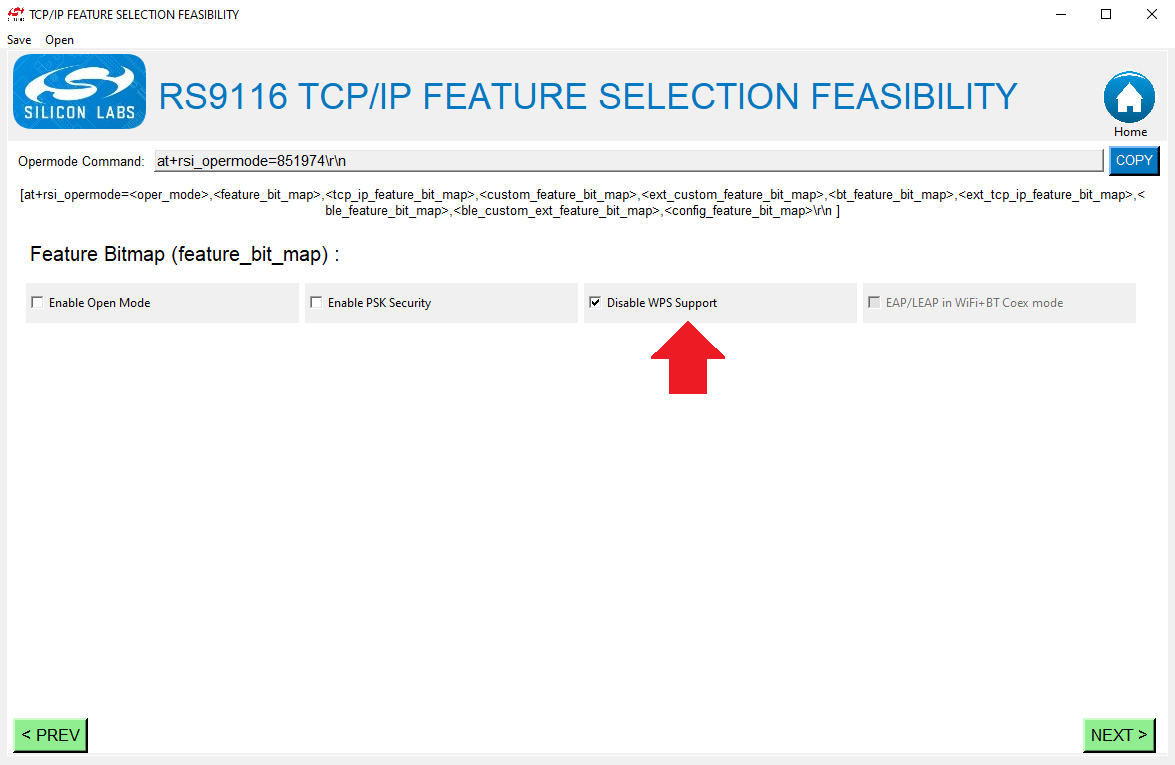 TCP/IP FEATURE SELECTION FEASIBILITY
Save Open
SILICON LABS
RS9116 TCP/IP FEATURE SELECTION FEASIBILITY
Home
Opermode Command: at+rsi_opermode=851974\r\n COPY
[at+rsi_opermode=<oper_mode>,<feature_bit_map>,<tcp_ip_feature_bit_map>,<custom_feature_bit_map>,<ext_custom_feature_bit_map>,<bt_feature_bit_map>,<ext_tcp_ip_feature_bit_map>,<
ble_feature_bit_map>,<ble_custom_ext_feature_bit_map>,<config_feature_bit_map>\r\n ]
Feature Bitmap (feature_bit_map) :
Enable Open Mode Enable PSK Security Disable WPS Support EAP/LEAP in WiFi+BT Coex mode
< PREV NEXT >